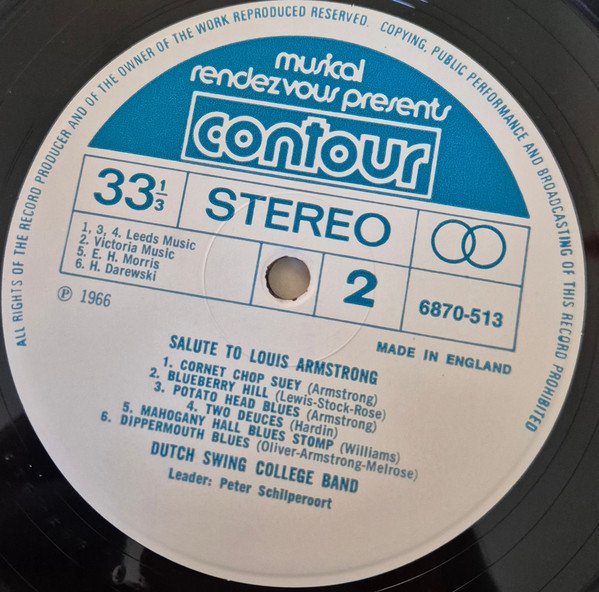 ALL RIGHTS OF THE RECORD PRODUCER AND OF THE OWNER OF THE WORK REPRODUCED RESERVED. COPYING, PUBLIC PERFORMANCE AND BROADCASTING OF THIS RECORD PROHIBITED
musical
rendezvous presents
contour
33 1/3
STEREO
1, 3, 4. Leeds Music
2. Victoria Music
5. E. H. Morris
6. H. Darewski
2
6870-513
℗ 1966
MADE IN ENGLAND
SALUTE TO LOUIS ARMSTRONG
1. CORNET CHOP SUEY (Armstrong)
2. BLUEBERRY HILL (Lewis-Stock-Rose)
3. POTATO HEAD BLUES (Armstrong)
4. TWO DEUCES (Hardin)
5. MAHOGANY HALL BLUES STOMP (Williams)
6. DIPPERMOUTH BLUES (Oliver-Armstrong-Melrose)
DUTCH SWING COLLEGE BAND
Leader: Peter Schilperoort